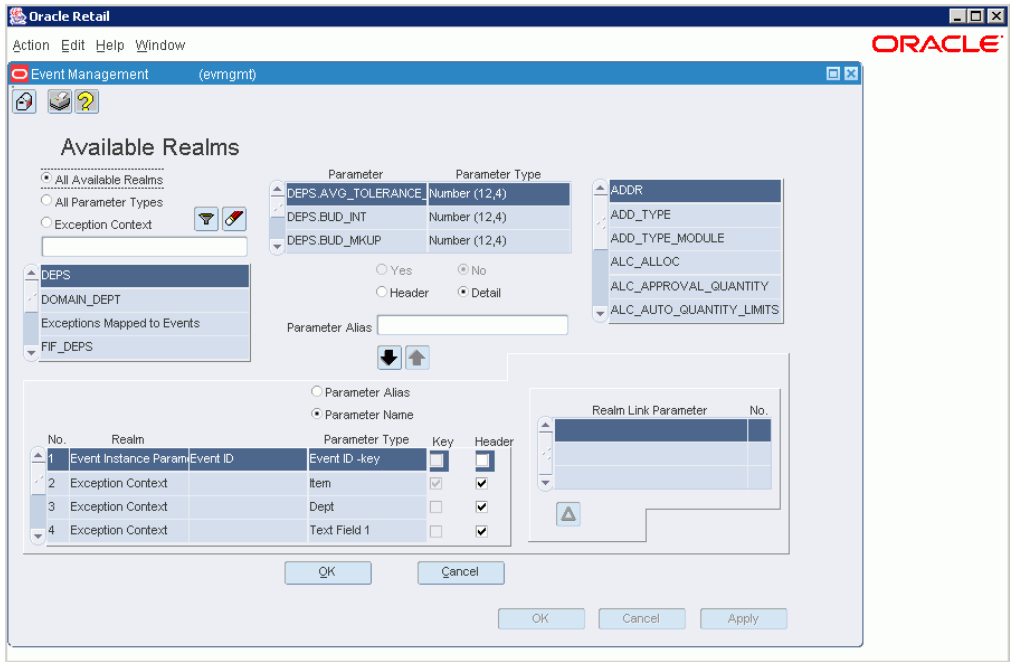 Oracle Retail
Action Edit Help Window
ORACLE
Event Management (evmgmt)
Available Realms
All Available Realms
All Parameter Types
Exception Context
DEPS
DOMAIN_DEPT
Exceptions Mapped to Events
FIF_DEPS
Parameter Parameter Type
DEPS.AVG_TOLERANCE_ Number (12,4)
DEPS.BUD_INT Number (12,4)
DEPS.BUD_MKUP Number (12,4)
Yes No
Header Detail
Parameter Alias
ADDR
ADD_TYPE
ADD_TYPE_MODULE
ALC_ALLOC
ALC_APPROVAL_QUANTITY
ALC_AUTO_QUANTITY_LIMITS
Parameter Alias
Parameter Name
No. Realm Parameter Type Key Header
1 Event Instance Param Event ID Event ID -key
2 Exception Context Item
3 Exception Context Dept
4 Exception Context Text Field 1
Realm Link Parameter No.
OK Cancel
OK Cancel Apply